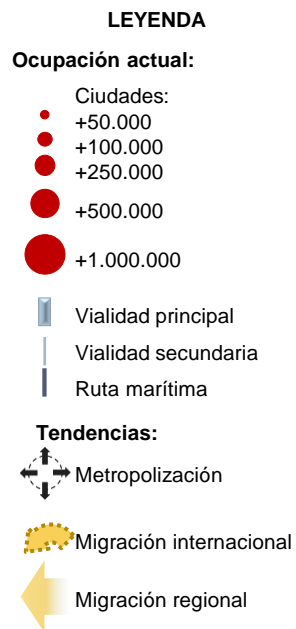 LEYENDA
Ocupación actual:
Ciudades:
+50.000
+100.000
+250.000
+500.000
+1.000.000
Vialidad principal
Vialidad secundaria
Ruta marítima
Tendencias:
Metropolización
Migración internacional
Migración regional